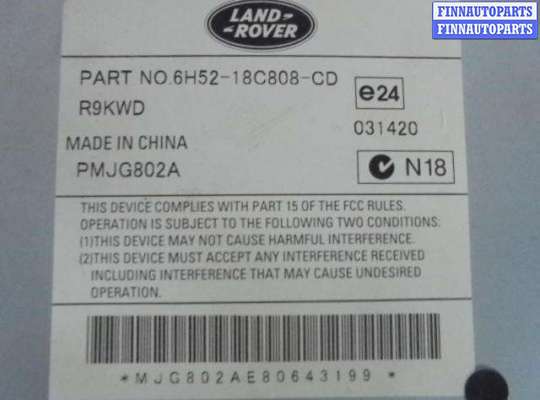 FINNAUTOPARTS
FINNAUTOPARTS
LAND-
-ROVER
PART NO.6H52-18C808-CD
e24
R9KWD
031420
MADE IN CHINA
PMJG802A
N18
THIS DEVICE COMPLIES WITH PART 15 OF THE FCC RULES.
OPERATION IS SUBJECT TO THE FOLLOWING TWO CONDITIONS:
(1)THIS DEVICE MAY NOT CAUSE HARMFUL INTERFERENCE.
(2)THIS DEVICE MUST ACCEPT ANY INTERFERENCE RECEIVED
INCLUDING INTERFERENCE THAT MAY CAUSE UNDESIRED
OPERATION.
*MJG802AE80643199*